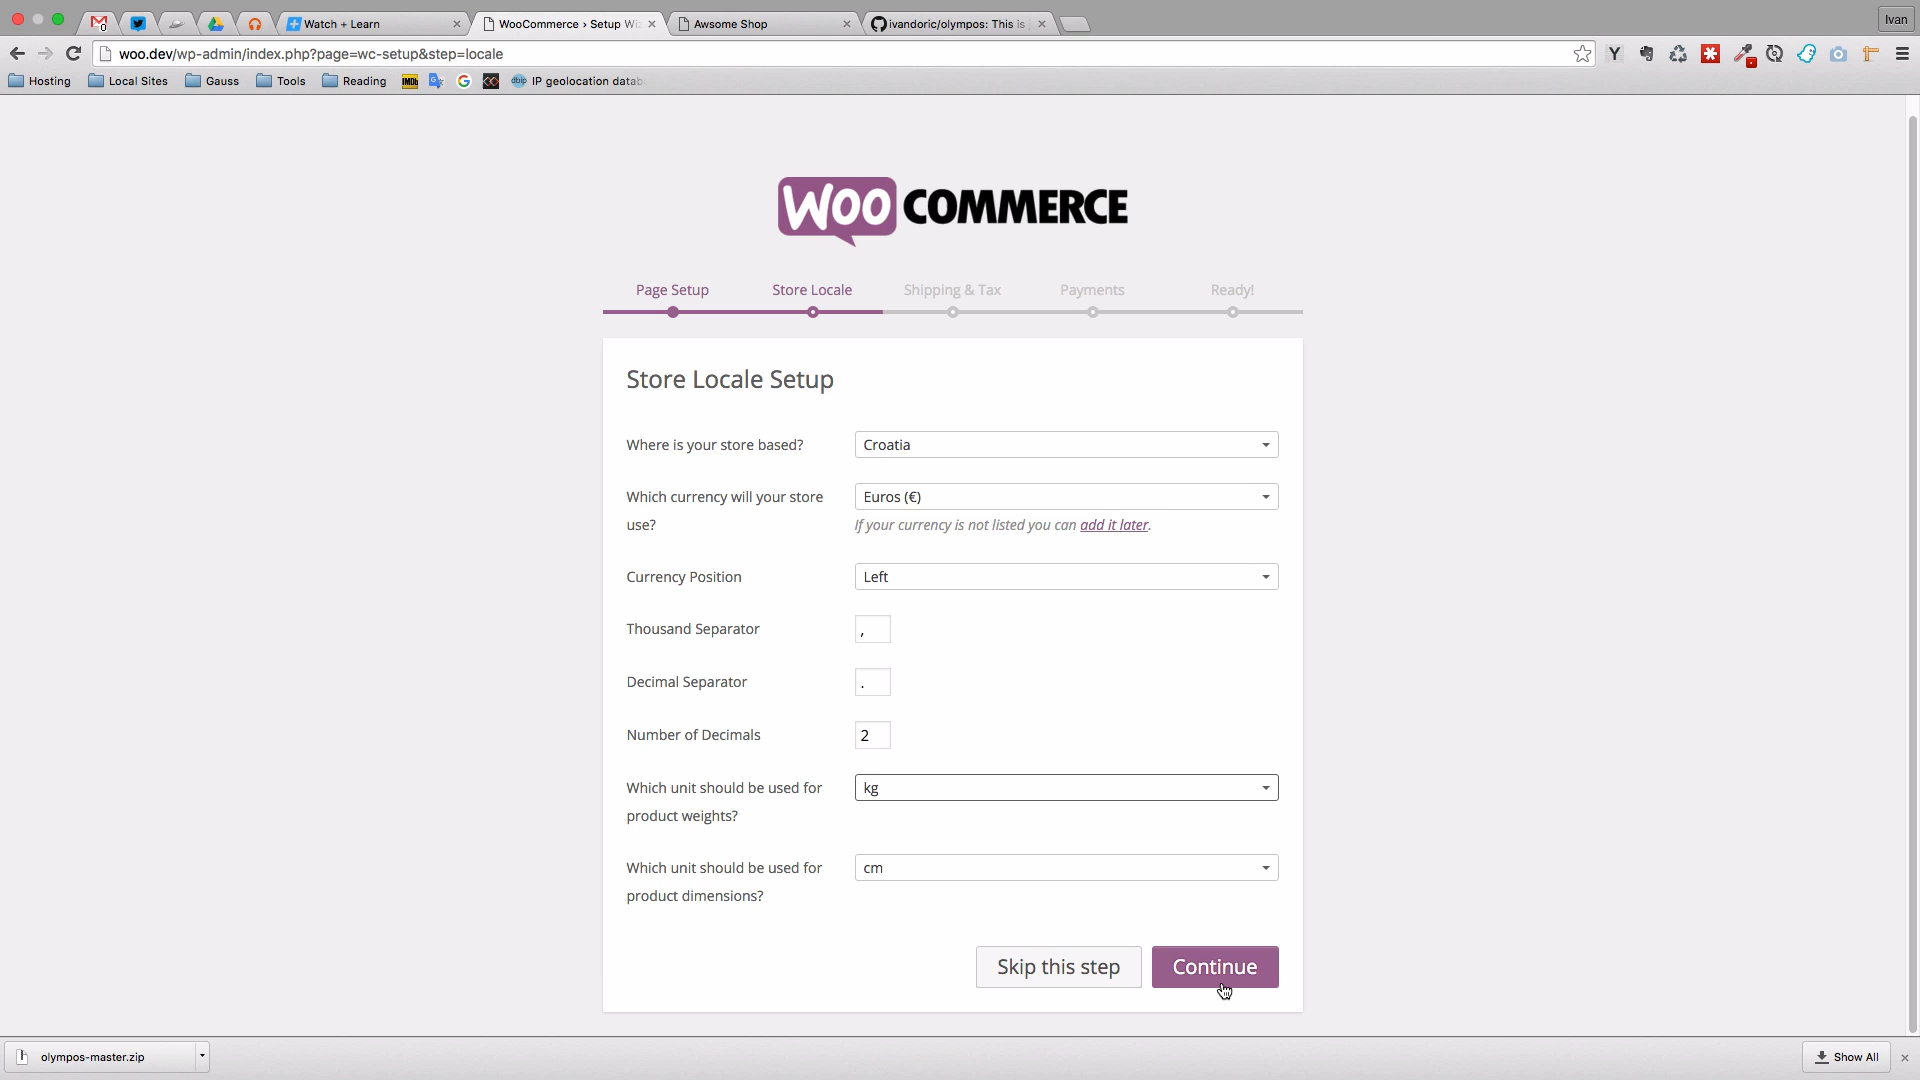 Watch + Learn
WooCommerce › Setup Wi
Awsome Shop
ivandoric/olympos: This is
Ivan
woo.dev/wp-admin/index.php?page=wc-setup&step=locale
Hosting
Local Sites
Gauss
Tools
Reading
IMDb
dbip
IP geolocation datab
WOO COMMERCE
Page Setup
Store Locale
Shipping & Tax
Payments
Ready!
Store Locale Setup
Where is your store based?
Croatia
Which currency will your store
use?
Euros (€)
If your currency is not listed you can add it later.
Currency Position
Left
Thousand Separator
,
Decimal Separator
.
Number of Decimals
2
Which unit should be used for
product weights?
kg
Which unit should be used for
product dimensions?
cm
Skip this step
Continue
olympos-master.zip
Show All